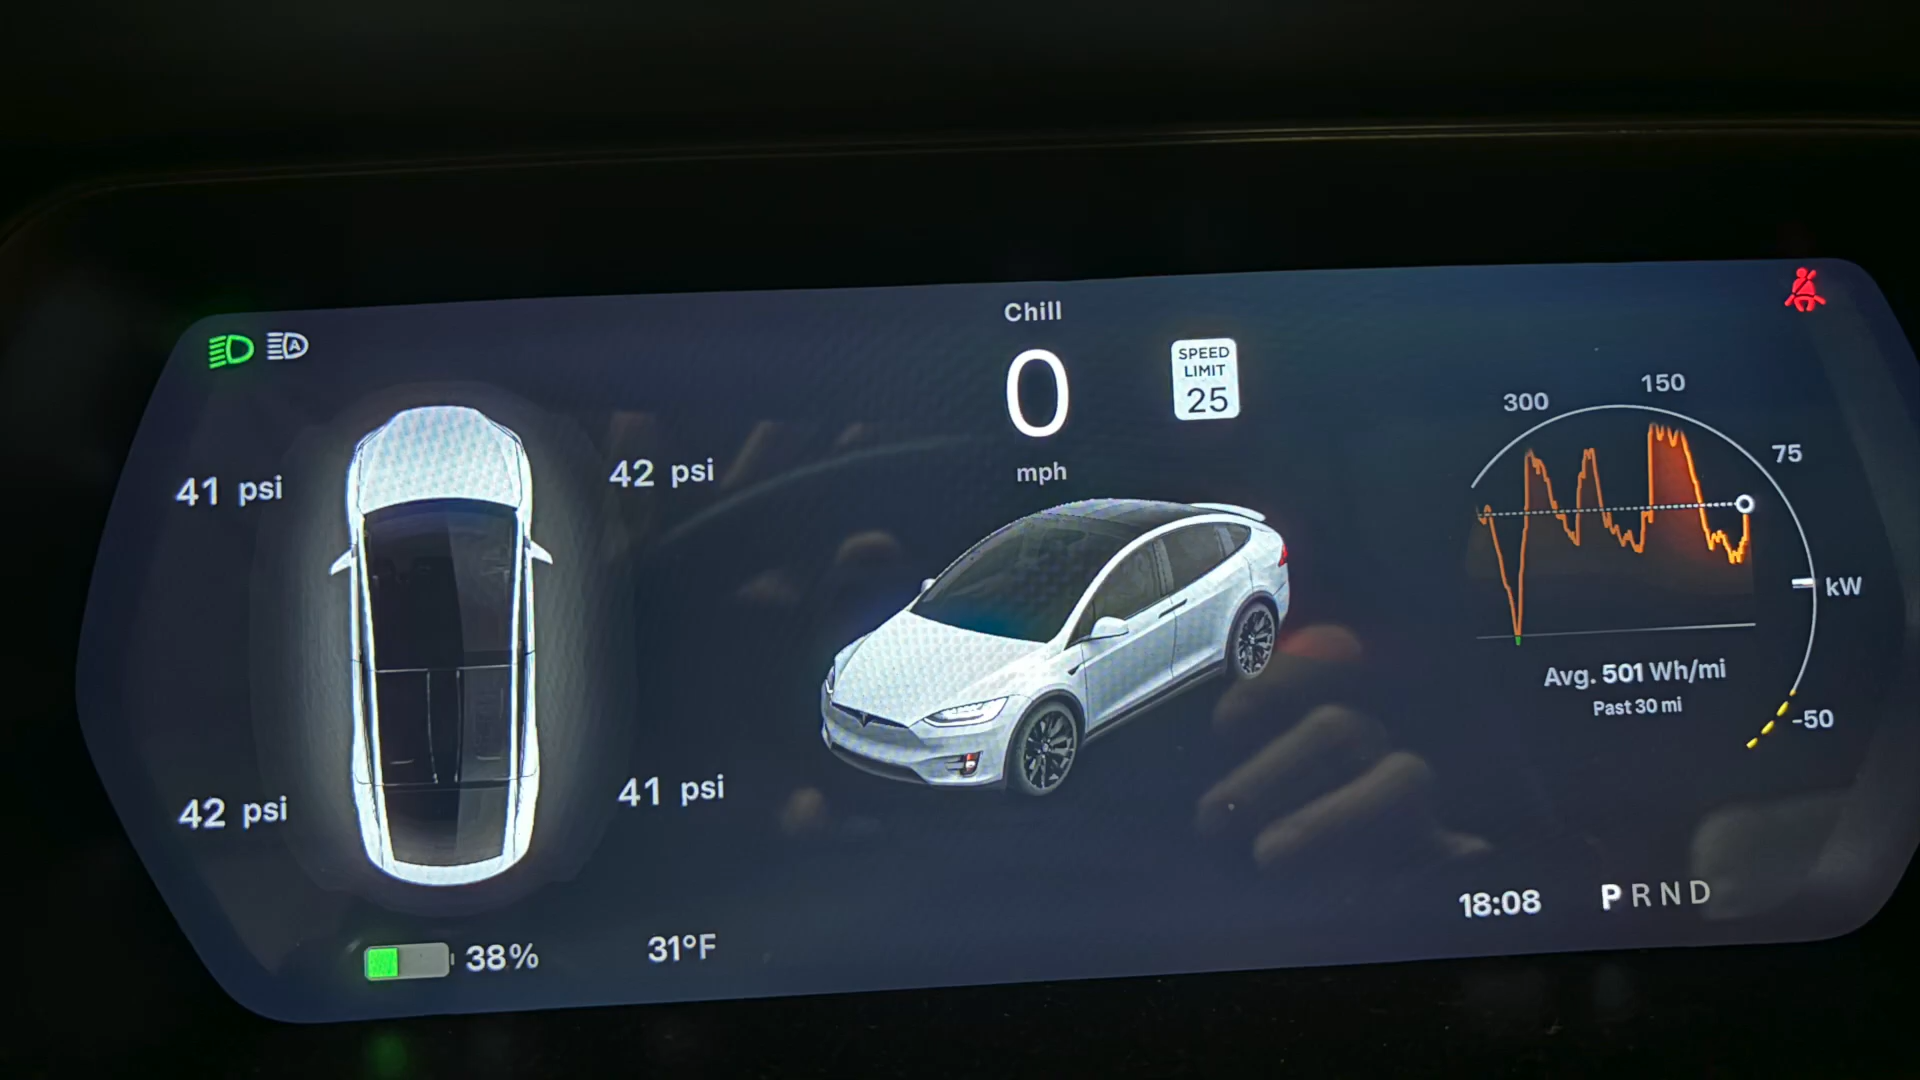 Chill
0
mph
SPEED
LIMIT
25
A
41 psi
42 psi
42 psi
41 psi
38%
31°F
300
150
75
kW
-50
Avg. 501 Wh/mi
Past 30 mi
18:08
P R N D